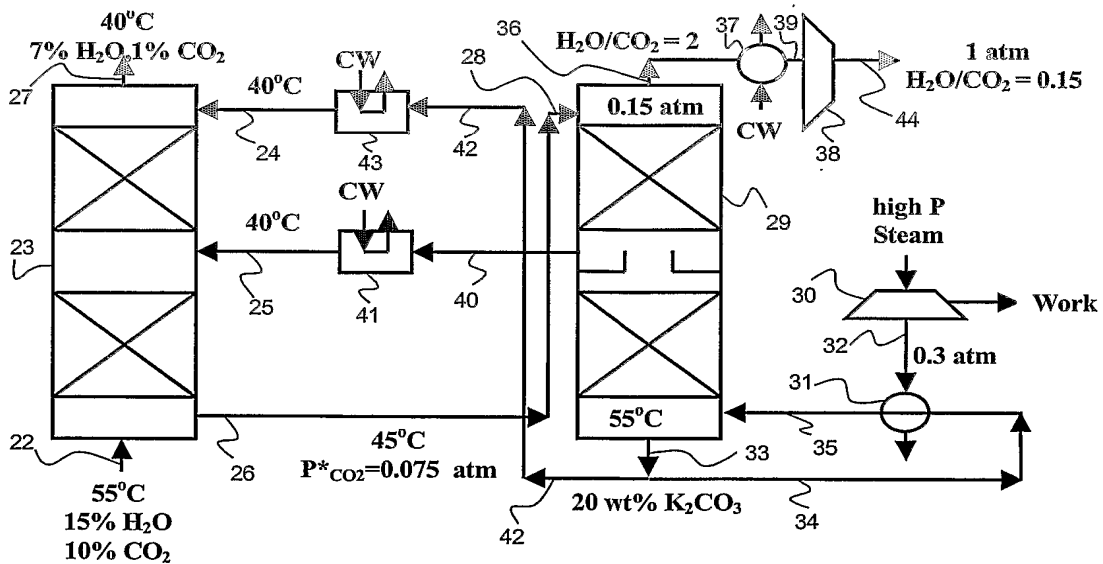 40°C
7% H₂O,1% CO₂
27
CW
40°C
24
43
42
CW
40°C
25
41
40
23
22
55°C
15% H₂O
10% CO₂
26
45°C
P*CO2=0.075 atm
28
36
H₂O/CO₂ = 2
37
39
0.15 atm
CW
38
44
1 atm
H₂O/CO₂ = 0.15
29
high P
Steam
30
Work
32
0.3 atm
31
55°C
35
33
20 wt% K₂CO₃
42
34